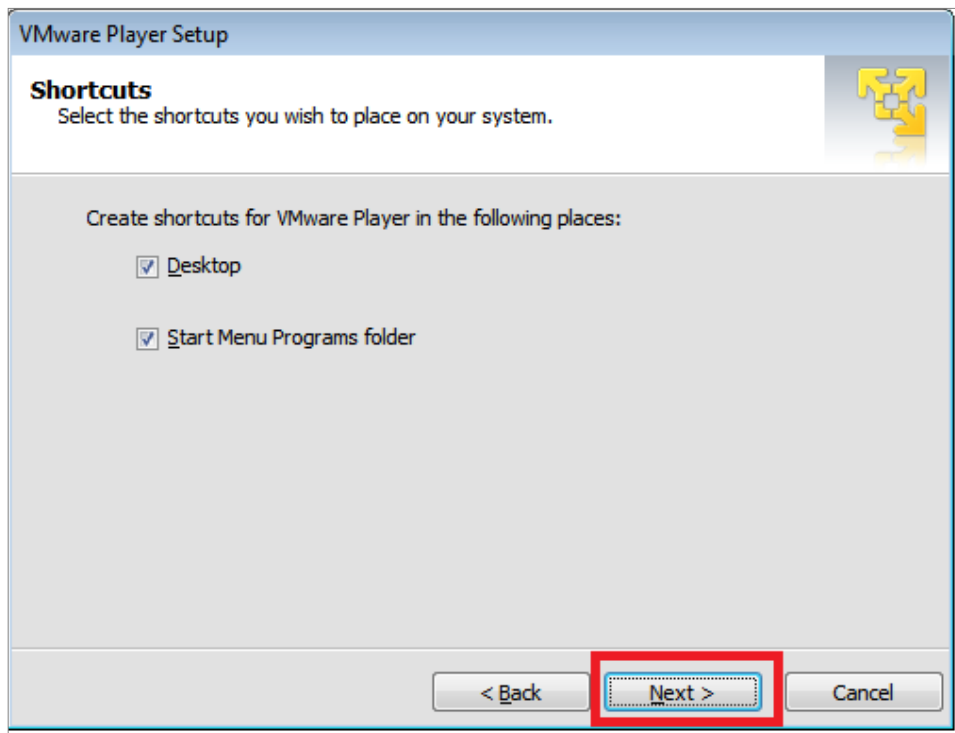 VMware Player Setup
Shortcuts
Select the shortcuts you wish to place on your system.
Create shortcuts for VMware Player in the following places:
Desktop
Start Menu Programs folder
< Back
Next >
Cancel